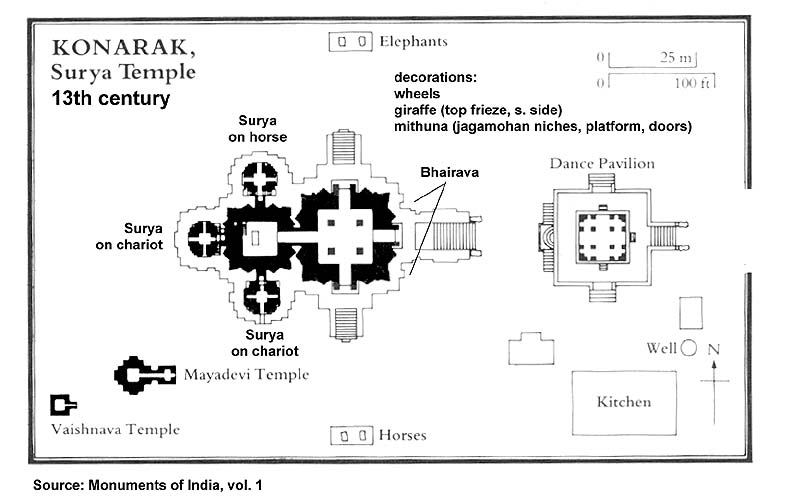 KONARAK,
Surya Temple
13th century
Elephants
0 25 m
0 100 ft
decorations:
wheels
giraffe (top frieze, s. side)
mithuna (jagamohan niches, platform, doors)
Surya
on horse
Bhairava
Dance Pavilion
Surya
on chariot
Surya
on chariot
Well
N
Mayadevi Temple
Kitchen
Vaishnava Temple
Horses
Source: Monuments of India, vol. 1